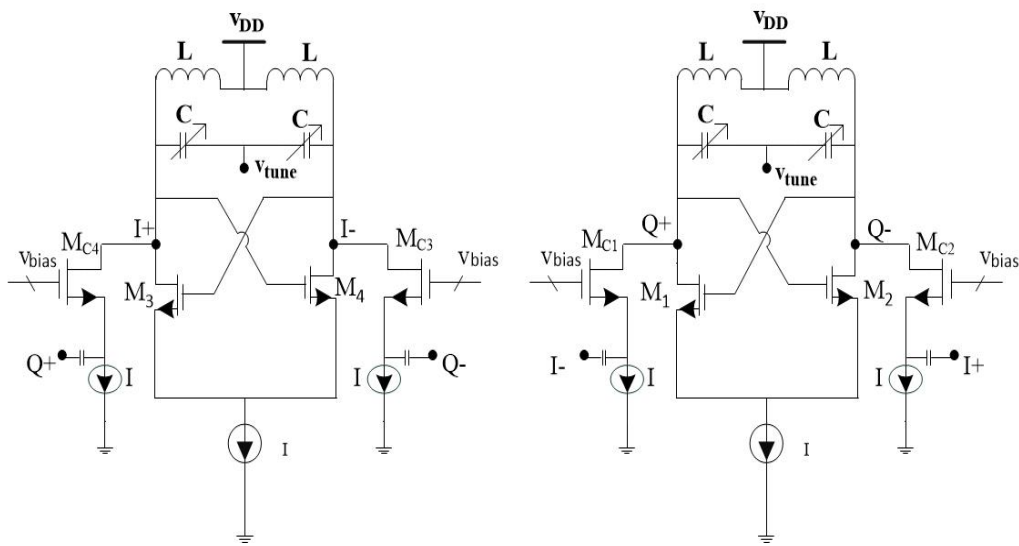 VDD VDD
L L L L
C C C C
Vtune Vtune
I+ I- Q+ Q-
MC4 MC3 MC1 MC2
Vbias Vbias Vbias Vbias
M3 M4 M1 M2
Q+ Q- I- I+
I I I I
I I